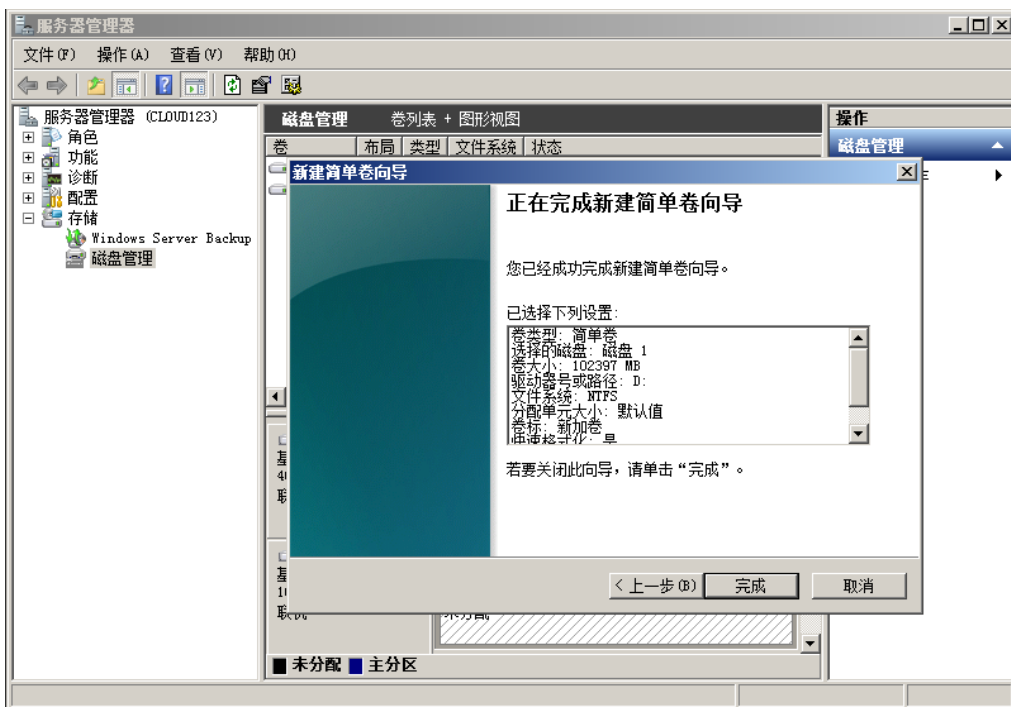 服务器管理器
文件(F) 操作(A) 查看(V) 帮助(H)
服务器管理器 (CLOUD123)
角色
功能
诊断
配置
存储
Windows Server Backup
磁盘管理
磁盘管理 卷列表 + 图形视图
卷 布局 类型 文件系统 状态
操作
磁盘管理
新建简单卷向导
正在完成新建简单卷向导
您已经成功完成新建简单卷向导。
已选择下列设置:
卷类型: 简单卷
选择的磁盘: 磁盘 1
卷大小: 102397 MB
驱动器号或路径: D:
文件系统: NTFS
分配单元大小: 默认值
卷标: 新加卷
快速格式化: 是
若要关闭此向导，请单击“完成”。
<上一步(B) 完成 取消
未分配
未分配 主分区